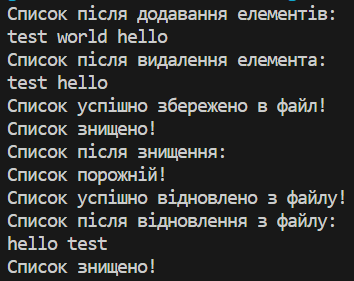 Список після додавання елементів:
test world hello
Список після видалення елемента:
test hello
Список успішно збережено в файл!
Список знищено!
Список після знищення:
Список порожній!
Список успішно відновлено з файлу!
Список після відновлення з файлу:
hello test
Список знищено!